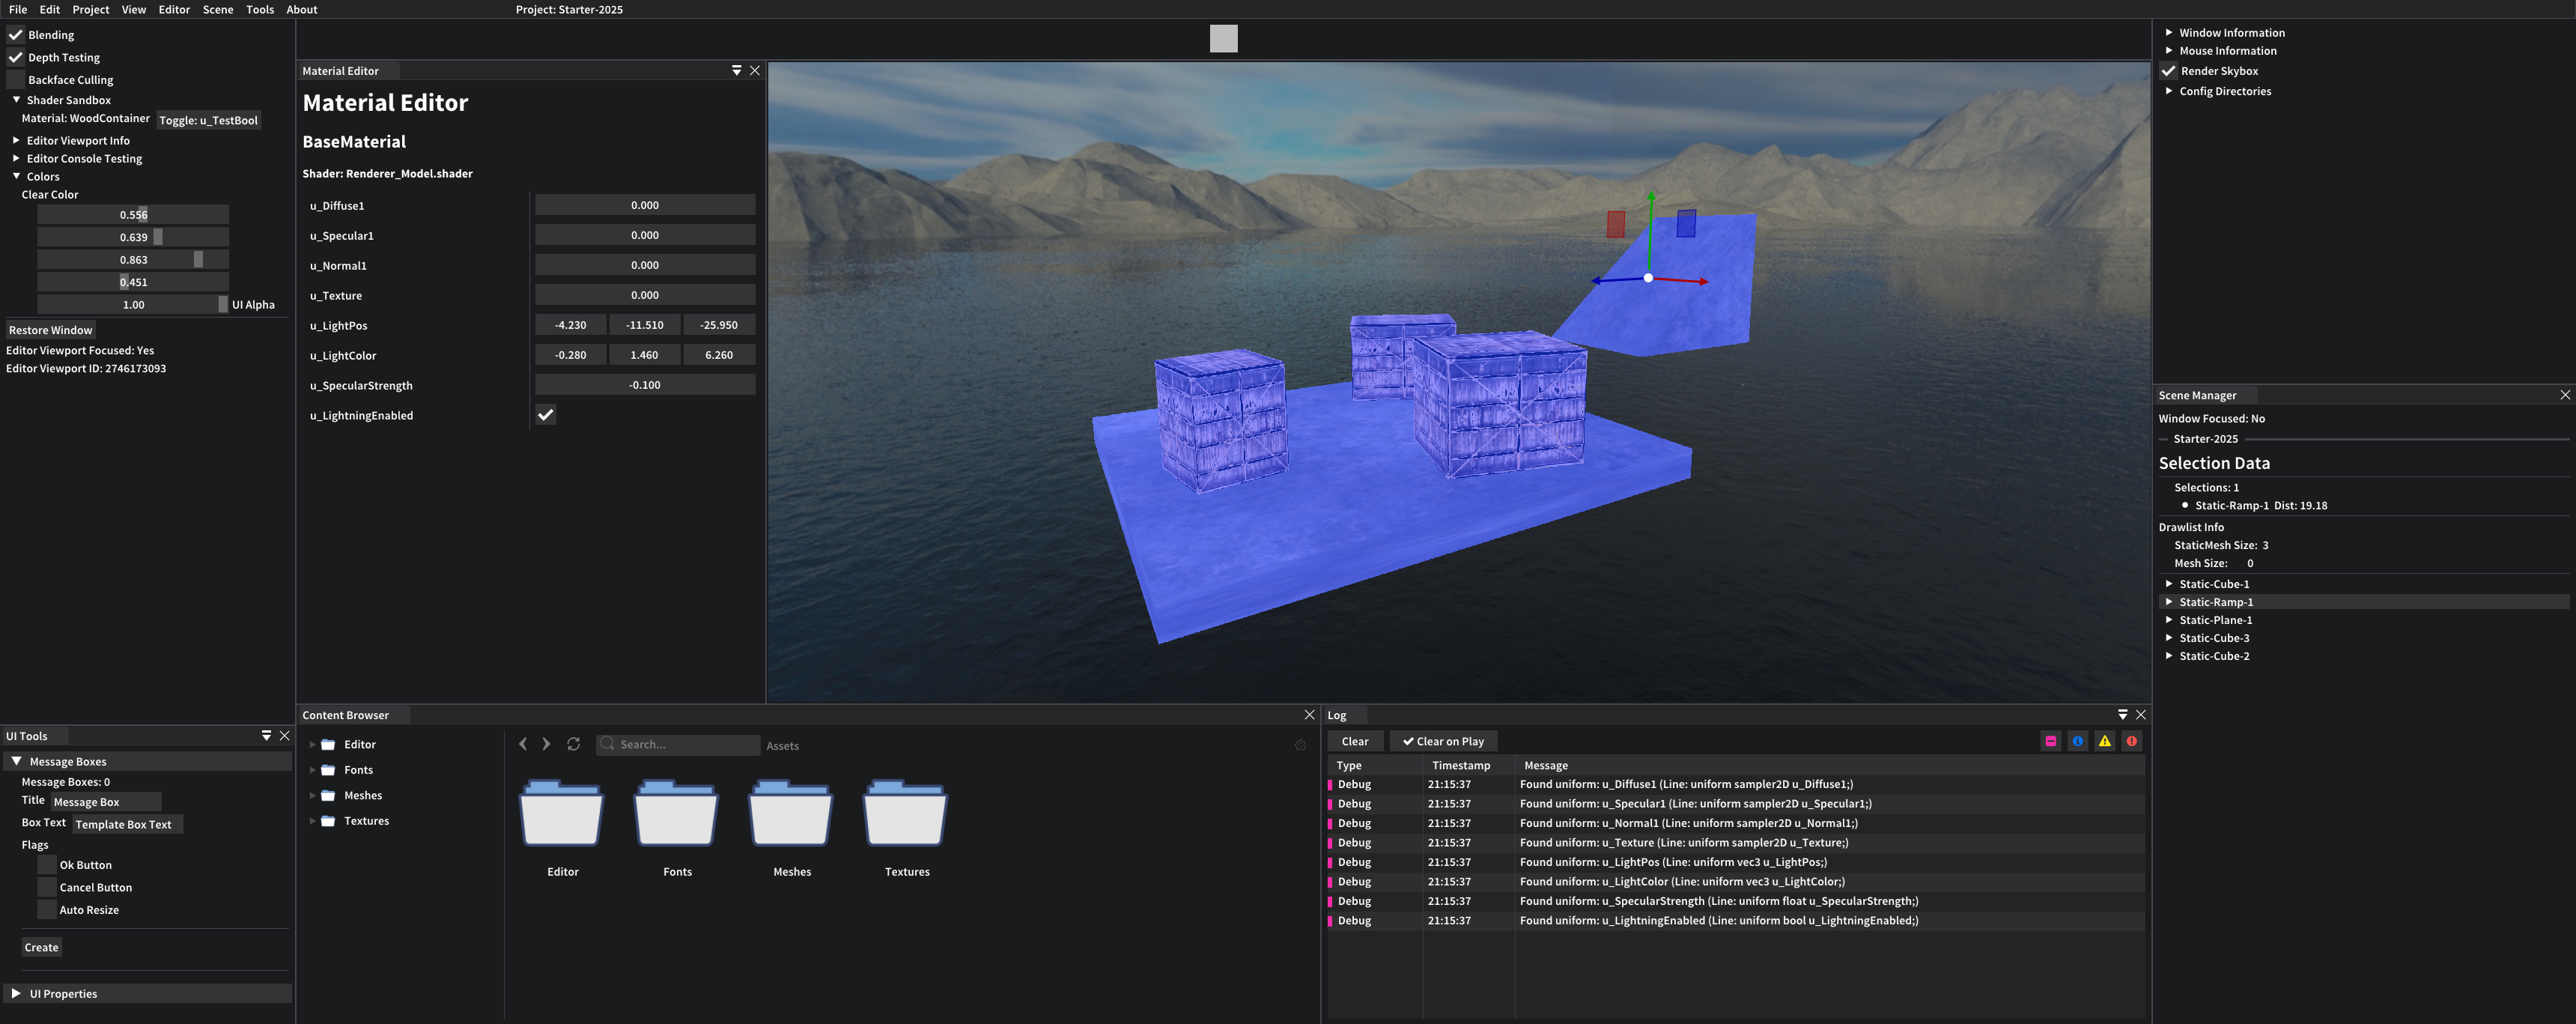 File Edit Project View Editor Scene Tools About
Project: Starter-2025
Blending
Depth Testing
Backface Culling
Shader Sandbox
Material: WoodContainer Toggle: u_TestBool
Editor Viewport Info
Editor Console Testing
Colors
Clear Color
0.556
0.639
0.863
0.451
1.00 UI Alpha
Restore Window
Editor Viewport Focused: Yes
Editor Viewport ID: 2746173093
UI Tools
Message Boxes
Message Boxes: 0
Title Message Box
Box Text Template Box Text
Flags
Ok Button
Cancel Button
Auto Resize
Create
UI Properties
Material Editor
Material Editor
BaseMaterial
Shader: Renderer_Model.shader
u_Diffuse1 0.000
u_Specular1 0.000
u_Normal1 0.000
u_Texture 0.000
u_LightPos -4.230 -11.510 -25.950
u_LightColor -0.280 1.460 6.260
u_SpecularStrength -0.100
u_LightningEnabled
Content Browser
Editor
Fonts
Meshes
Textures
Search... Assets
Editor Fonts Meshes Textures
Log
Clear Clear on Play
Type Timestamp Message
Debug 21:15:37 Found uniform: u_Diffuse1 (Line: uniform sampler2D u_Diffuse1;)
Debug 21:15:37 Found uniform: u_Specular1 (Line: uniform sampler2D u_Specular1;)
Debug 21:15:37 Found uniform: u_Normal1 (Line: uniform sampler2D u_Normal1;)
Debug 21:15:37 Found uniform: u_Texture (Line: uniform sampler2D u_Texture;)
Debug 21:15:37 Found uniform: u_LightPos (Line: uniform vec3 u_LightPos;)
Debug 21:15:37 Found uniform: u_LightColor (Line: uniform vec3 u_LightColor;)
Debug 21:15:37 Found uniform: u_SpecularStrength (Line: uniform float u_SpecularStrength;)
Debug 21:15:37 Found uniform: u_LightningEnabled (Line: uniform bool u_LightningEnabled;)
Window Information
Mouse Information
Render Skybox
Config Directories
Scene Manager
Window Focused: No
Starter-2025
Selection Data
Selections: 1
Static-Ramp-1 Dist: 19.18
Drawlist Info
StaticMesh Size: 3
Mesh Size: 0
Static-Cube-1
Static-Ramp-1
Static-Plane-1
Static-Cube-3
Static-Cube-2